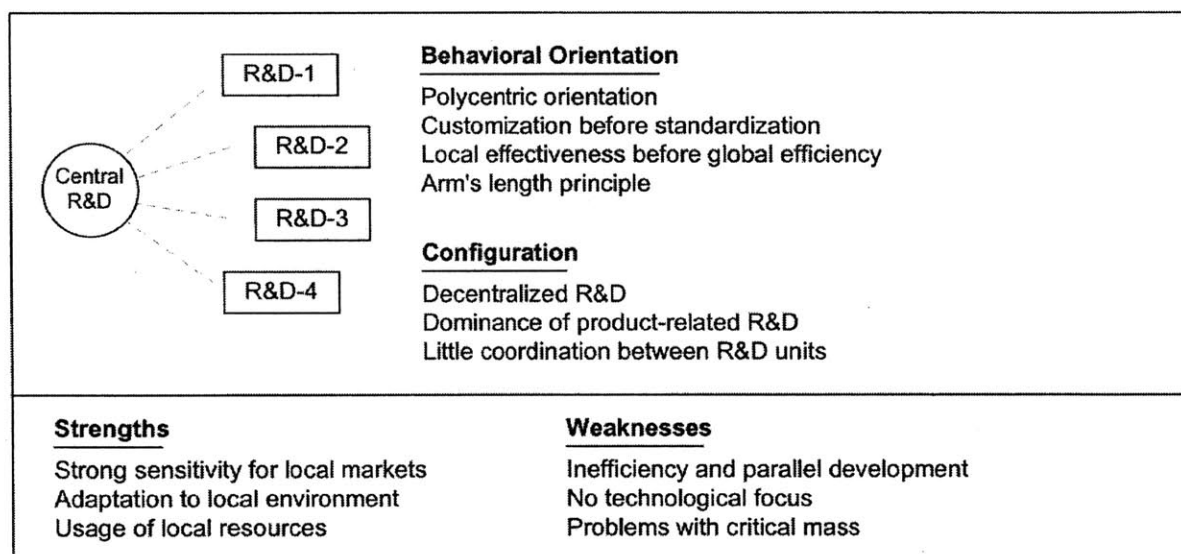 R&D-1
R&D-2
Central
R&D
R&D-3
R&D-4
Behavioral Orientation
Polycentric orientation
Customization before standardization
Local effectiveness before global efficiency
Arm's length principle
Configuration
Decentralized R&D
Dominance of product-related R&D
Little coordination between R&D units
Strengths
Strong sensitivity for local markets
Adaptation to local environment
Usage of local resources
Weaknesses
Inefficiency and parallel development
No technological focus
Problems with critical mass